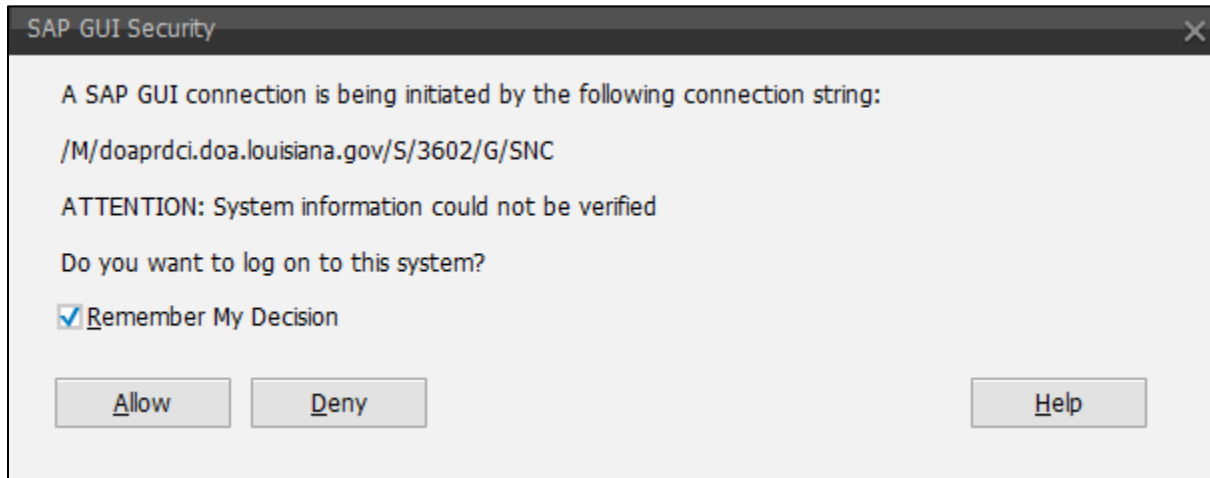 SAP GUI Security
A SAP GUI connection is being initiated by the following connection string:
/M/doaprdci.doa.louisiana.gov/S/3602/G/SNC
ATTENTION: System information could not be verified
Do you want to log on to this system?
Remember My Decision
Allow Deny Help